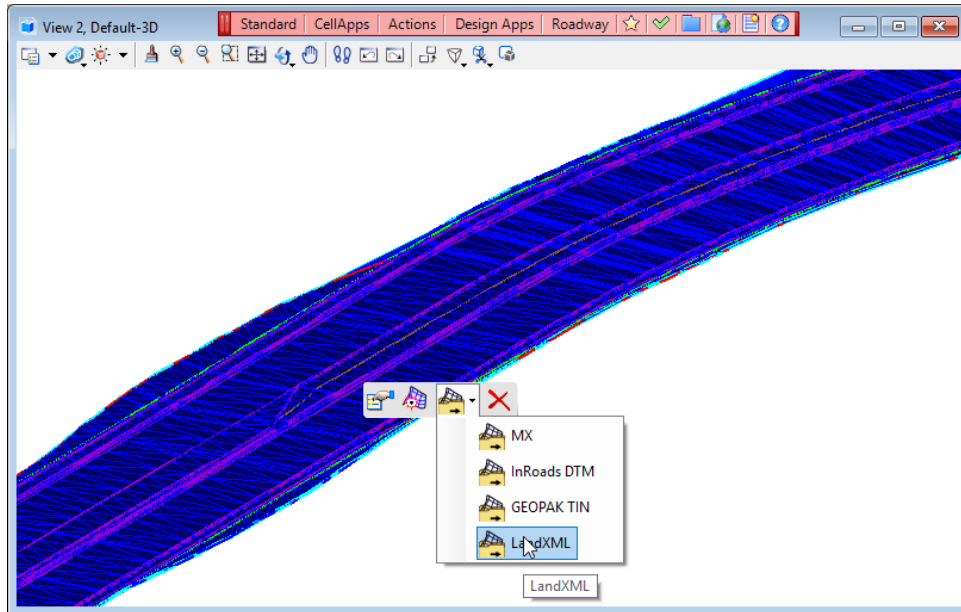 View 2, Default-3D
Standard CellApps Actions Design Apps Roadway
MX
InRoads DTM
GEOPAK TIN
LandXML
LandXML